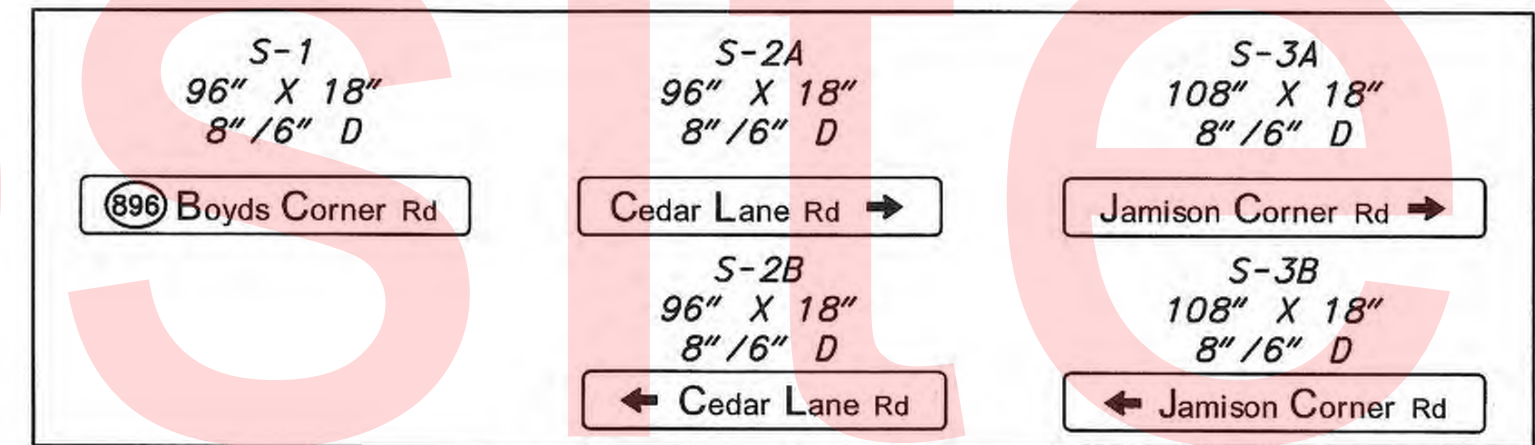 S-1
96" X 18"
8"/6" D
896 Boyds Corner Rd
S-2A
96" X 18"
8"/6" D
Cedar Lane Rd →
S-2B
96" X 18"
8"/6" D
← Cedar Lane Rd
S-3A
108" X 18"
8"/6" D
Jamison Corner Rd →
S-3B
108" X 18"
8"/6" D
← Jamison Corner Rd
site